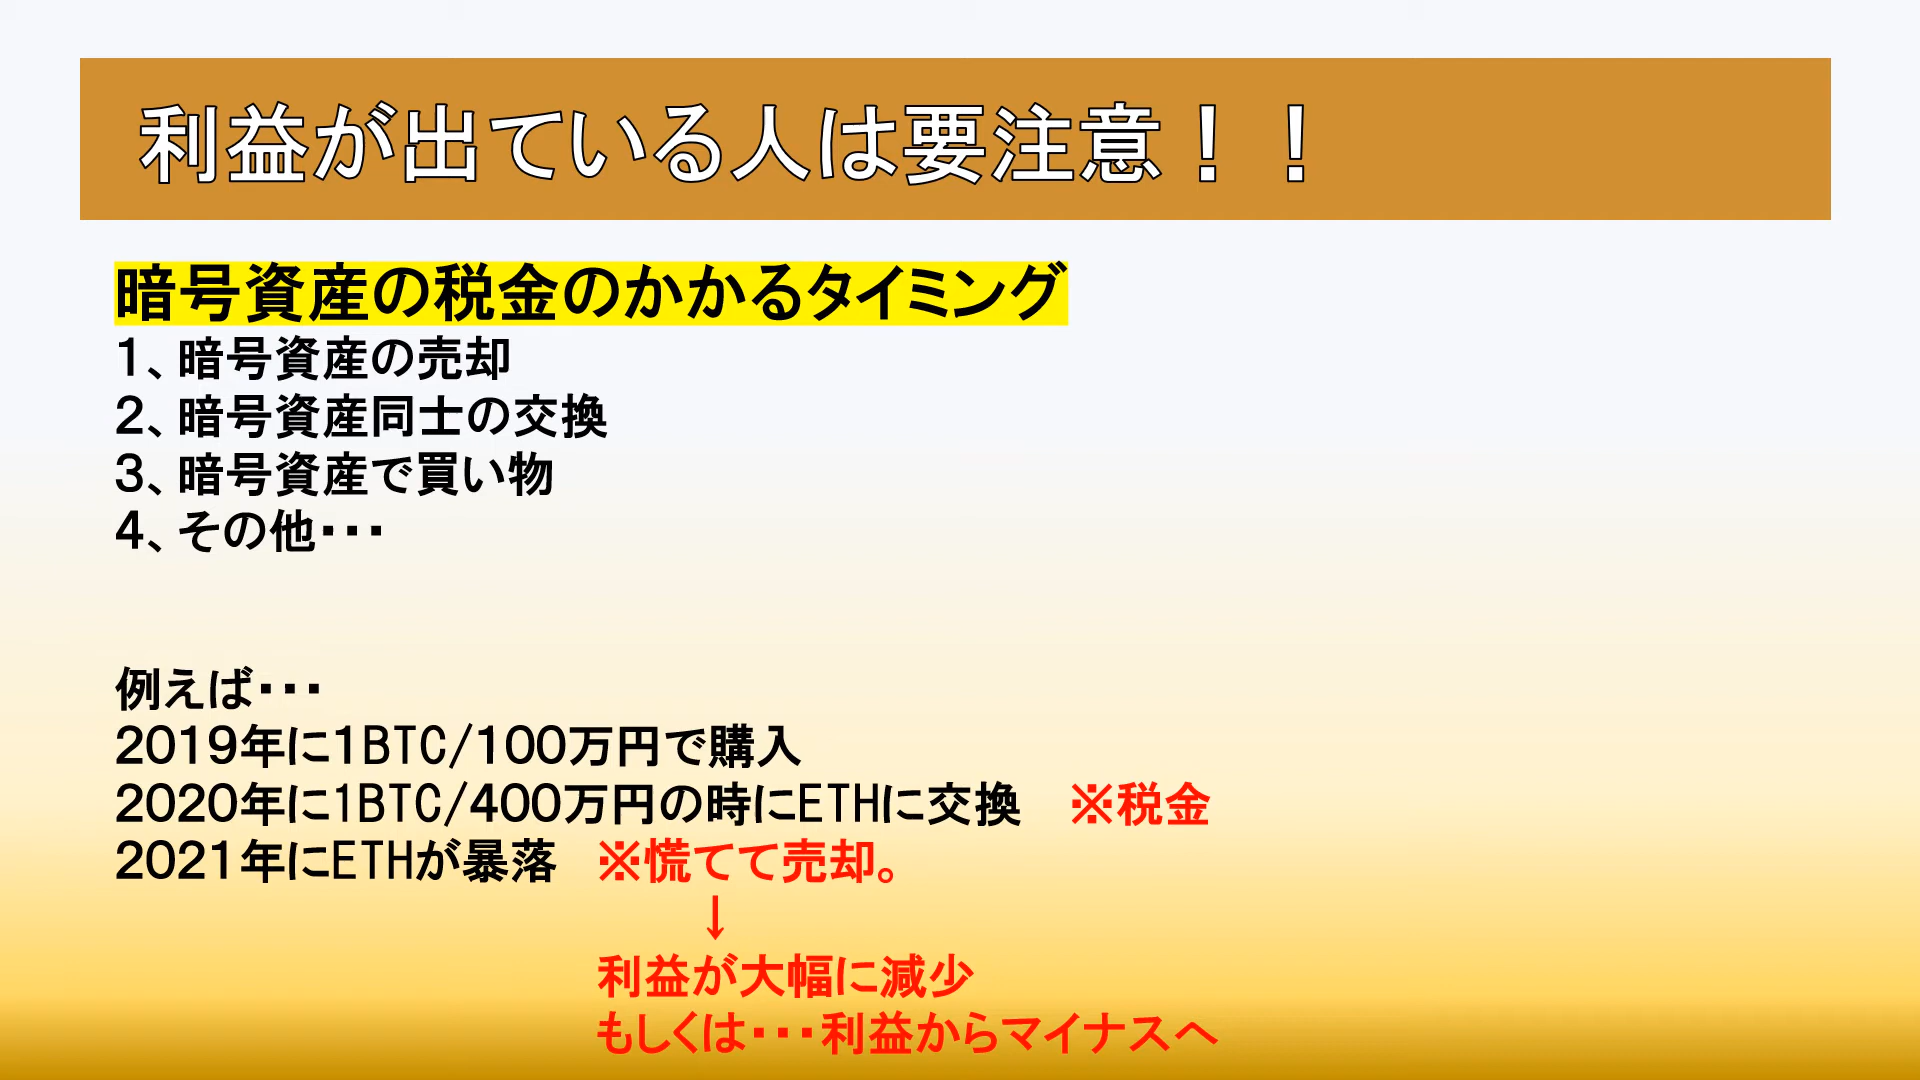 利益が出ている人は要注意！！
暗号資産の税金のかかるタイミング
１、暗号資産の売却
２、暗号資産同士の交換
３、暗号資産で買い物
４、その他・・・
例えば・・・
２０１９年に１BTC/１００万円で購入
２０２０年に1BTC/４００万円の時にETHに交換　※税金
２０２１年にETHが暴落　※慌てて売却。
↓
利益が大幅に減少
もしくは・・・利益からマイナスへ